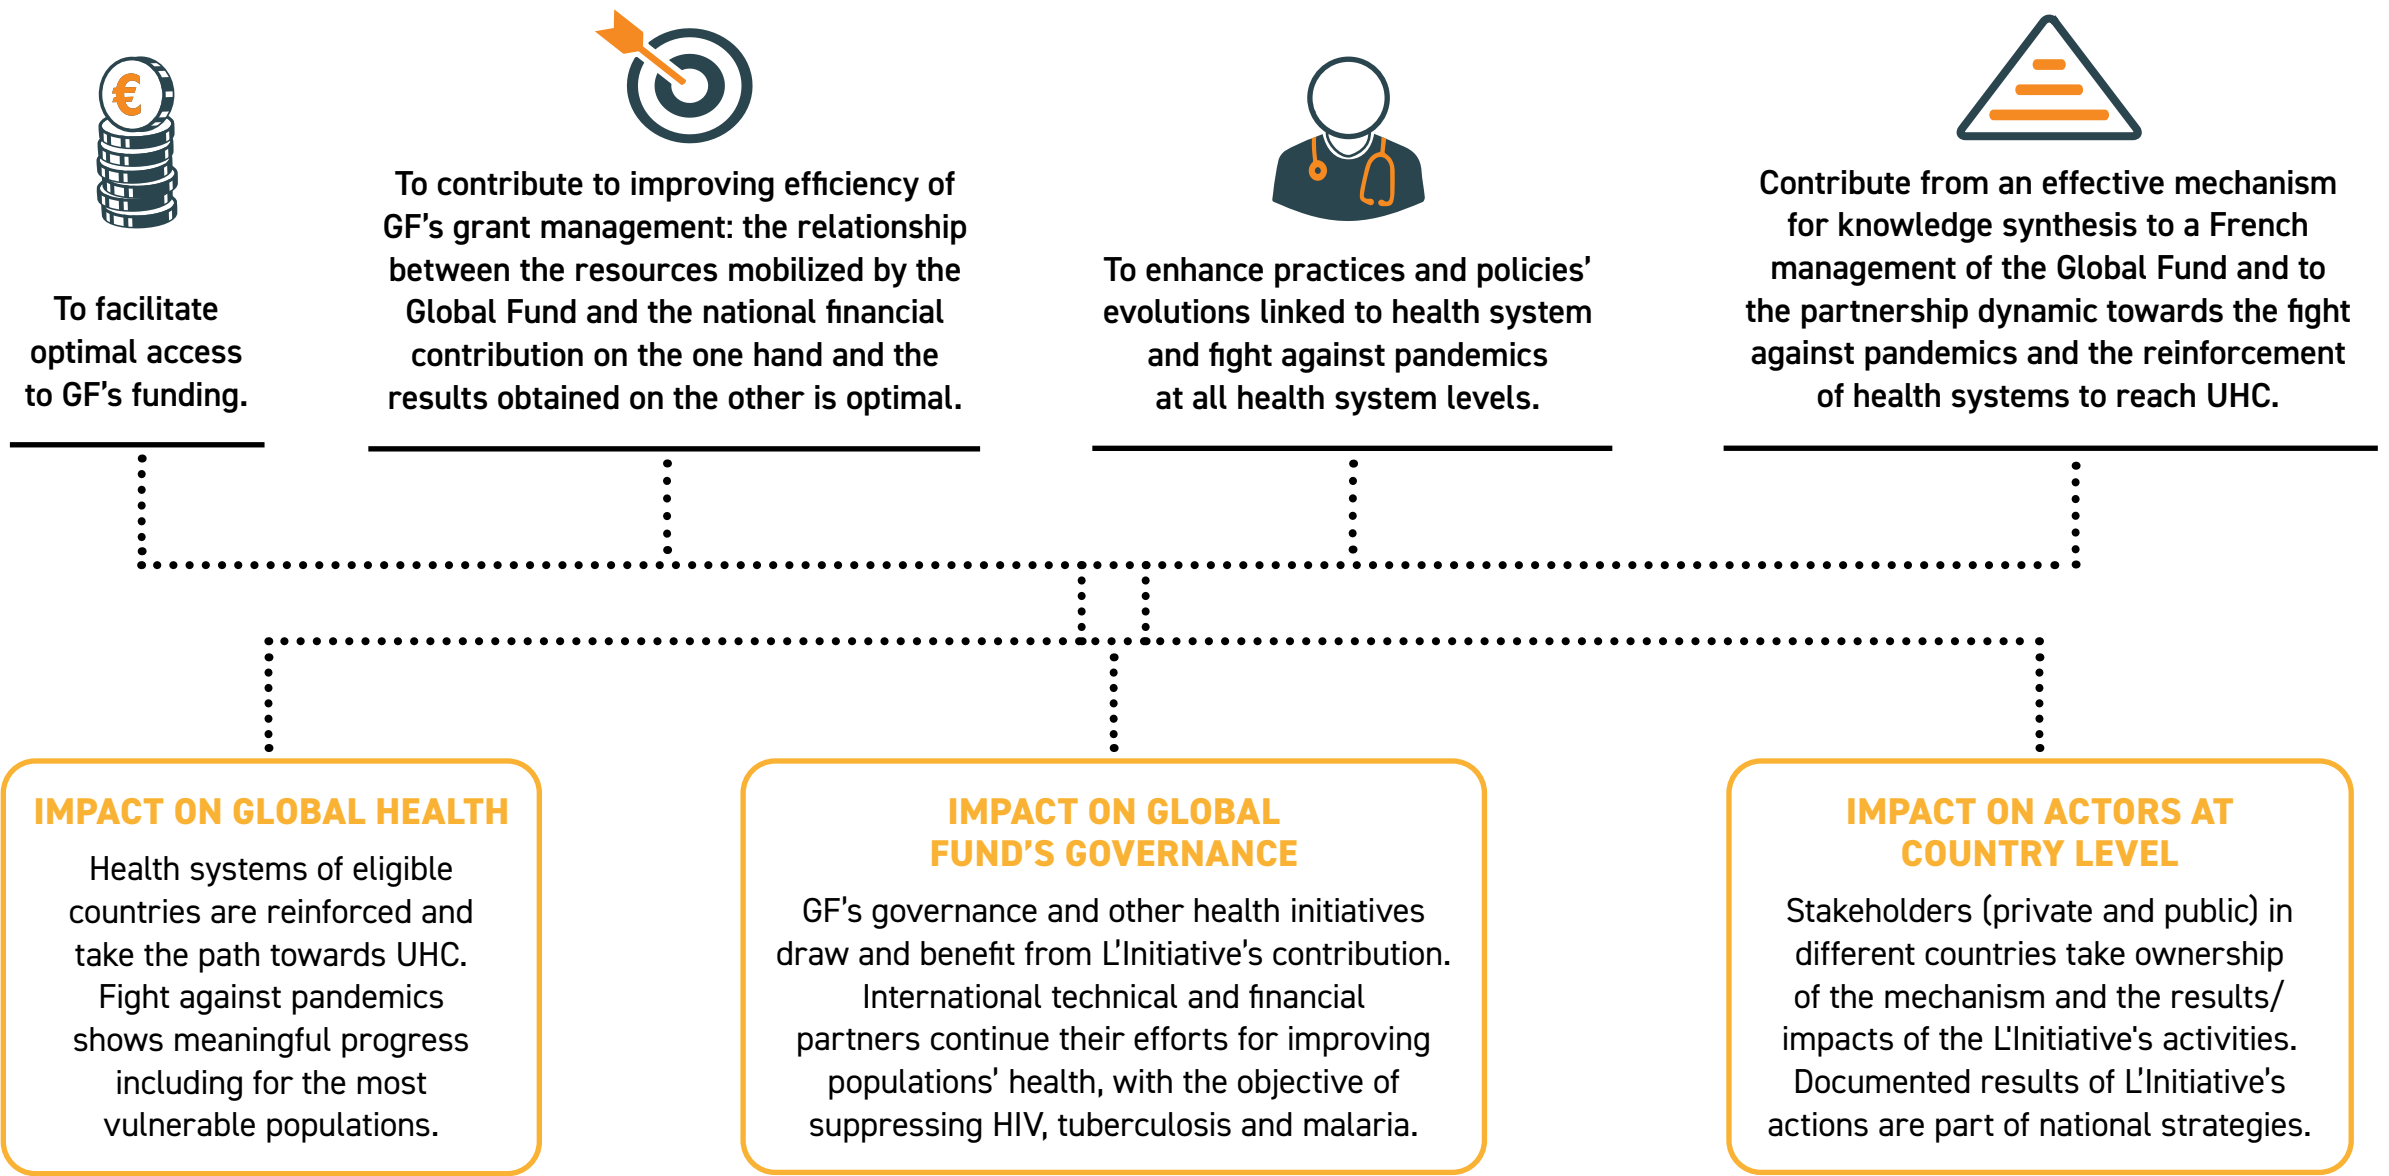 €
To facilitate
optimal access
to GF's funding.
To contribute to improving efficiency of
GF's grant management: the relationship
between the resources mobilized by the
Global Fund and the national financial
contribution on the one hand and the
results obtained on the other is optimal.
To enhance practices and policies'
evolutions linked to health system
and fight against pandemics
at all health system levels.
Contribute from an effective mechanism
for knowledge synthesis to a French
management of the Global Fund and to
the partnership dynamic towards the fight
against pandemics and the reinforcement
of health systems to reach UHC.
IMPACT ON GLOBAL HEALTH
Health systems of eligible
countries are reinforced and
take the path towards UHC.
Fight against pandemics
shows meaningful progress
including for the most
vulnerable populations.
IMPACT ON GLOBAL
FUND'S GOVERNANCE
GF's governance and other health initiatives
draw and benefit from L'Initiative's contribution.
International technical and financial
partners continue their efforts for improving
populations' health, with the objective of
suppressing HIV, tuberculosis and malaria.
IMPACT ON ACTORS AT
COUNTRY LEVEL
Stakeholders (private and public) in
different countries take ownership
of the mechanism and the results/
impacts of the L'Initiative's activities.
Documented results of L'Initiative's
actions are part of national strategies.